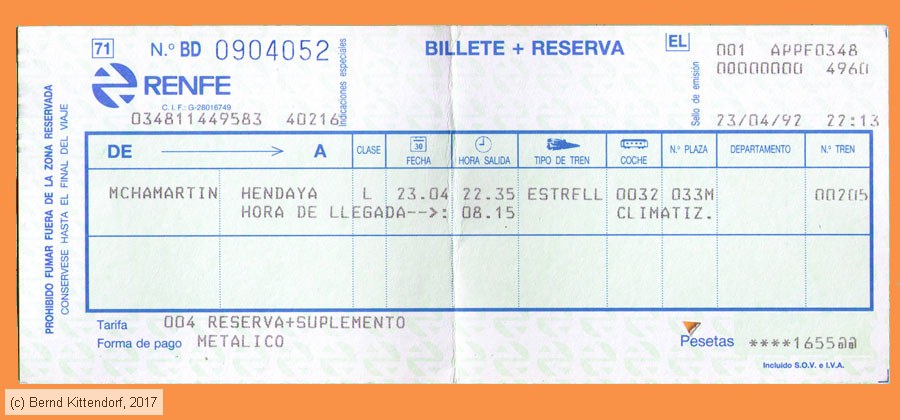 71 N.º BD 0904052
BILLETE + RESERVA
EL
001 APPF0348
00000000 4960
RENFE
C. I. F.: G-28016749
034811449583 40216
Indicaciones especiales
Sello de emisión
23/04/92 22:13
PROHIBIDO FUMAR FUERA DE LA ZONA RESERVADA
CONSERVESE HASTA EL FINAL DEL VIAJE
DE A CLASE 30 FECHA HORA SALIDA TIPO DE TREN COCHE N.º PLAZA DEPARTAMENTO N.º TREN
MCHAMARTIN HENDAYA L 23.04 22.35 ESTRELL 0032 033M 00205
HORA DE LLEGADA-->: 08.15 CLIMATIZ.
Tarifa 004 RESERVA+SUPLEMENTO
Forma de pago METALICO
Pesetas ****1655@@
Incluido S.O.V. e I.V.A.
(c) Bernd Kittendorf, 2017
(c)